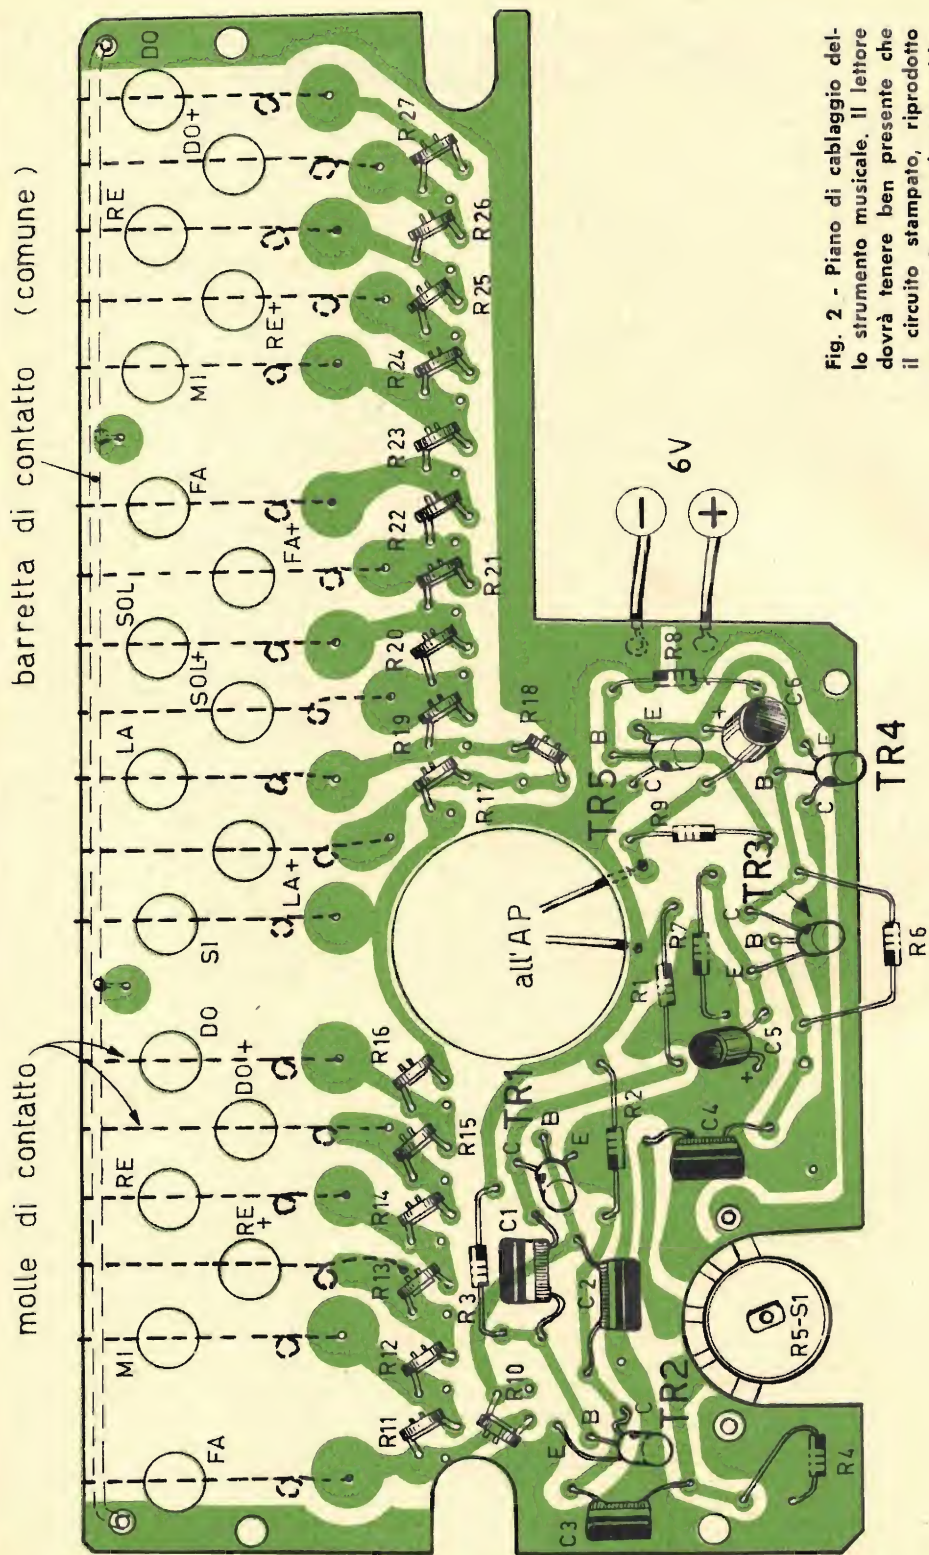 molle di contatto
barretta di contatto (comune)
FA
MI
RE
+
RE
DO+
DO
SI
LA+
LA
SOL+
SOL
FA+
FA
MI
RE+
RE
DO+
DO
R11
R12
R13
R14
R15
R16
R17
R19
R20
R21
R22
R23
R24
R25
R26
R27
R10
R3
C1
TR1
C
B
E
all'AP
R18
C2
R2
R1
R7
R9
TR5
B
C
E
R8
6V
−
+
E
B
C
TR2
C3
R4
R5-S1
C4
C5
+
TR3
C
B
E
R6
C6
+
TR4
C
B
E
Fig. 2 - Piano di cablaggio del-
lo strumento musicale. Il lettore
dovrà tenere ben presente che
il circuito stampato, riprodotto